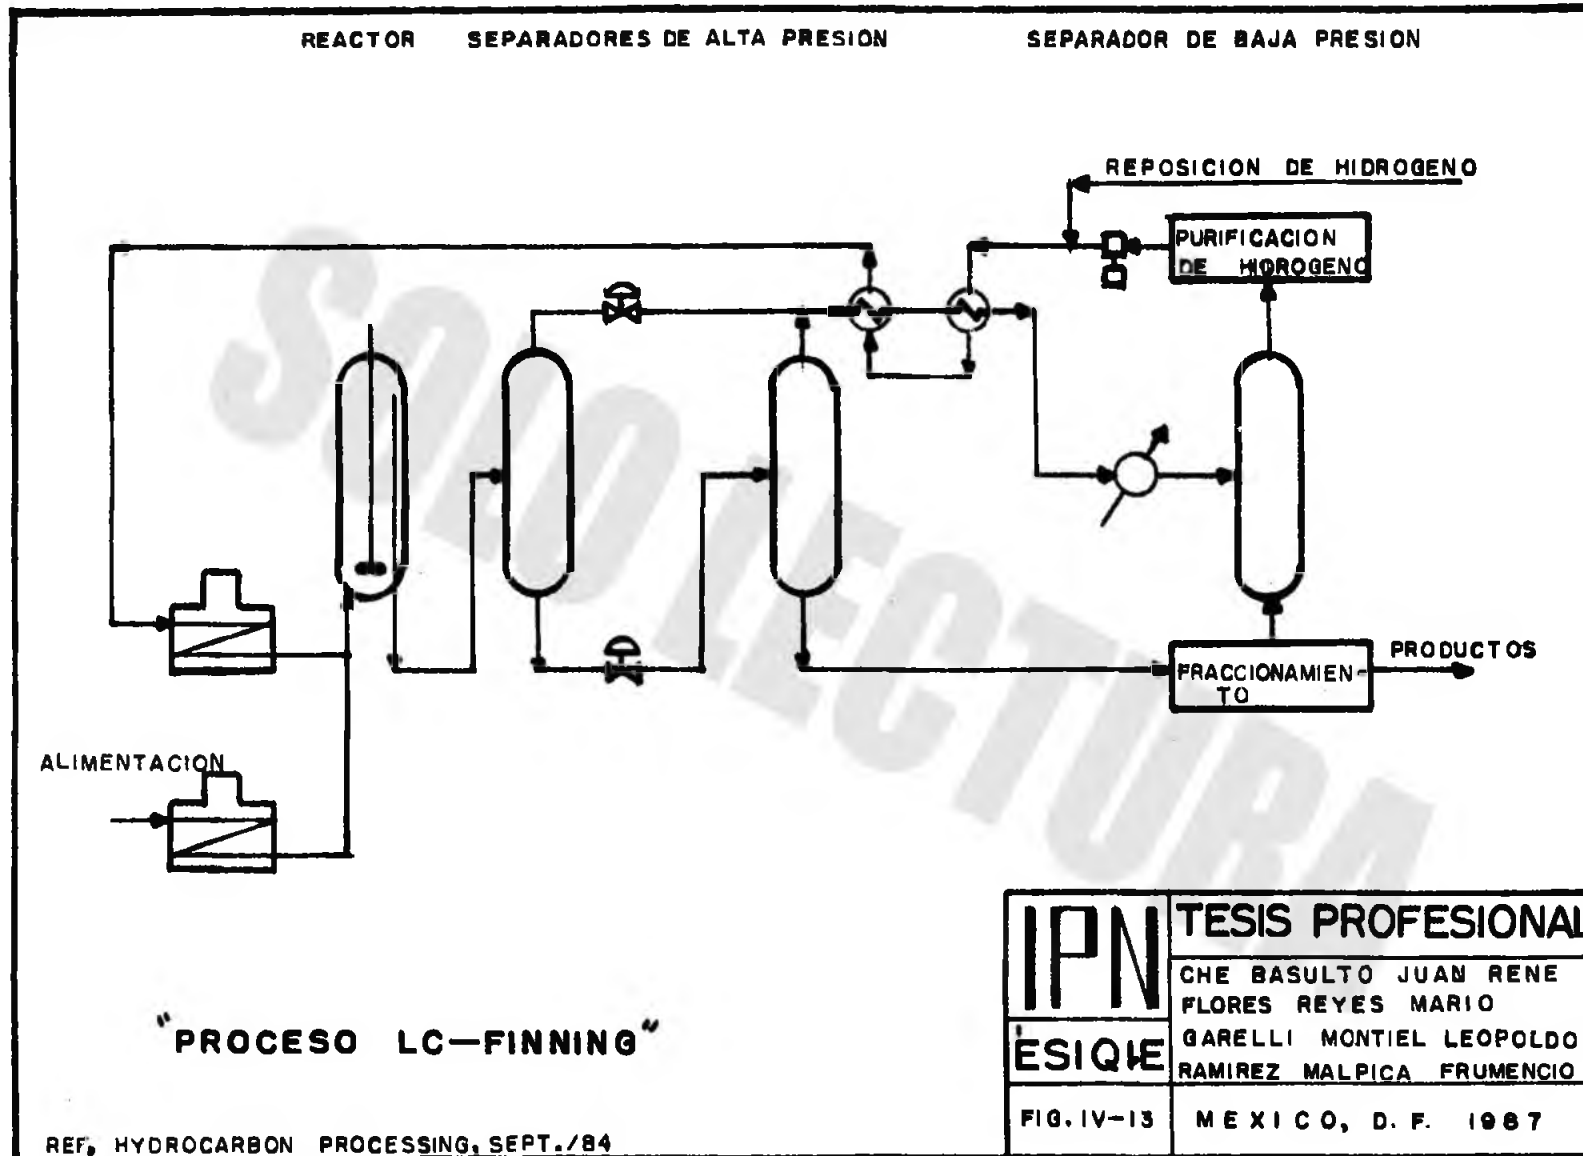 REACTOR SEPARADORES DE ALTA PRESION SEPARADOR DE BAJA PRESION
REPOSICION DE HIDROGENO
PURIFICACION
DE HIDROGENO
PRODUCTOS
FRACCIONAMIEN-
TO
ALIMENTACION
SOLO LECTURA
"PROCESO LC-FINNING"
REF, HYDROCARBON PROCESSING, SEPT./84
IPN
ESIQIE
FIG. IV-13
TESIS PROFESIONAL
CHE BASULTO JUAN RENE
FLORES REYES MARIO
GARELLI MONTIEL LEOPOLDO
RAMIREZ MALPICA FRUMENCIO
MEXICO, D. F. 1987